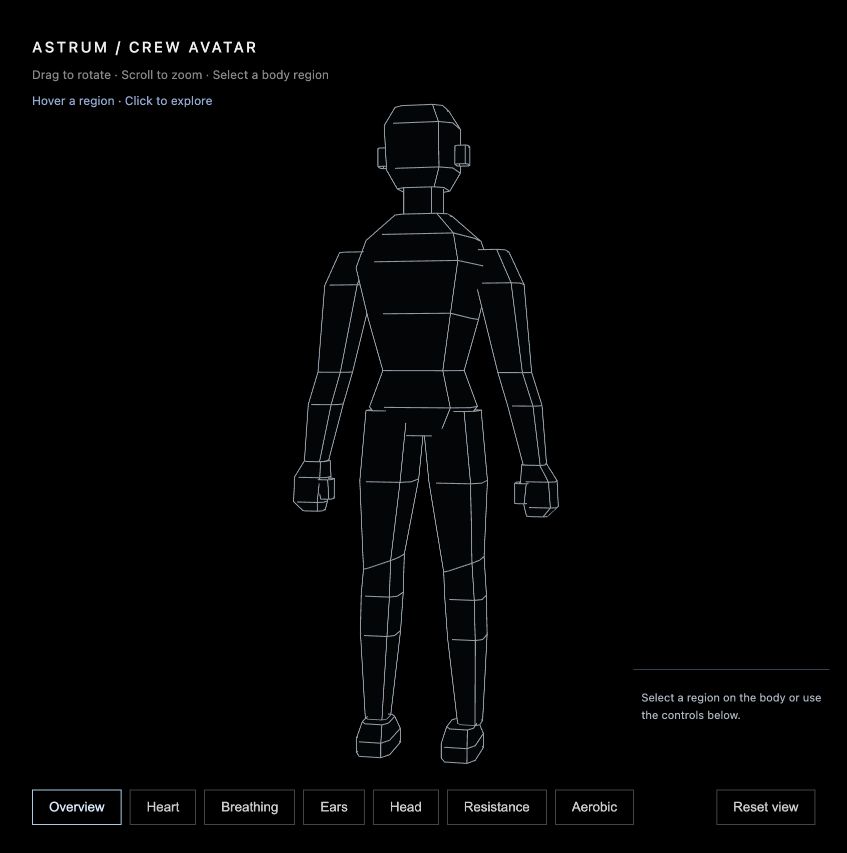 ASTRUM / CREW AVATAR
Drag to rotate · Scroll to zoom · Select a body region
Hover a region · Click to explore
Select a region on the body or use
the controls below.
Overview
Heart
Breathing
Ears
Head
Resistance
Aerobic
Reset view